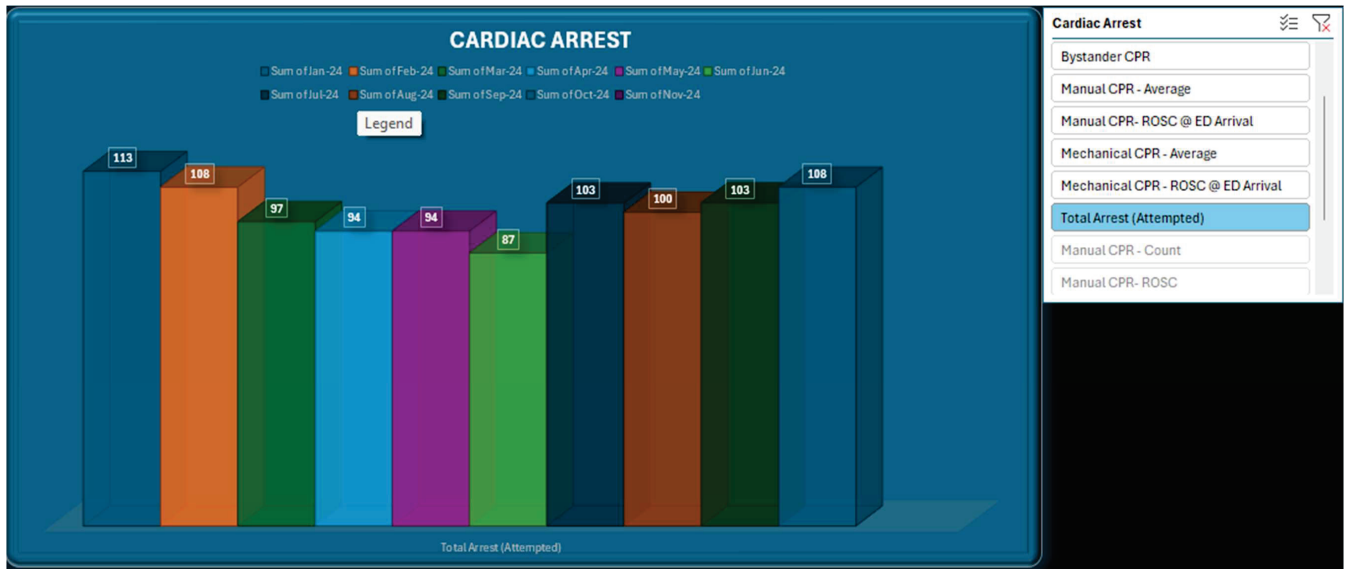 CARDIAC ARREST
Sum of Jan-24 Sum of Feb-24 Sum of Mar-24 Sum of Apr-24 Sum of May-24 Sum of Jun-24
Sum of Jul-24 Sum of Aug-24 Sum of Sep-24 Sum of Oct-24 Sum of Nov-24
Legend
113
108
97
94
94
87
103
100
103
108
Total Arrest (Attempted)
Cardiac Arrest
Bystander CPR
Manual CPR - Average
Manual CPR- ROSC @ ED Arrival
Mechanical CPR - Average
Mechanical CPR - ROSC @ ED Arrival
Total Arrest (Attempted)
Manual CPR - Count
Manual CPR- ROSC